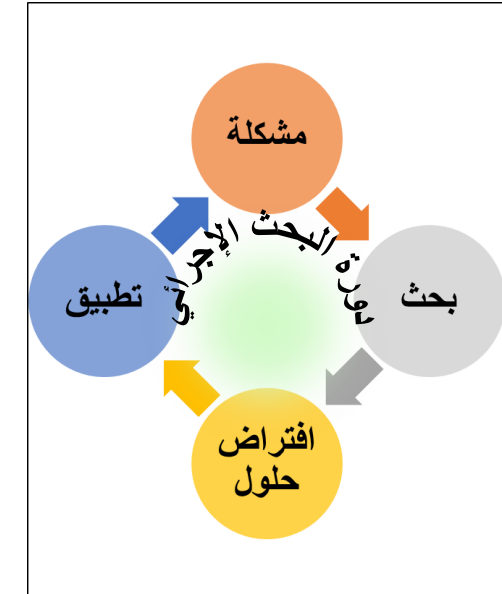 مشكلة
دورة البحث الإجرائي
بحث
تطبيق
افتراض
حلول